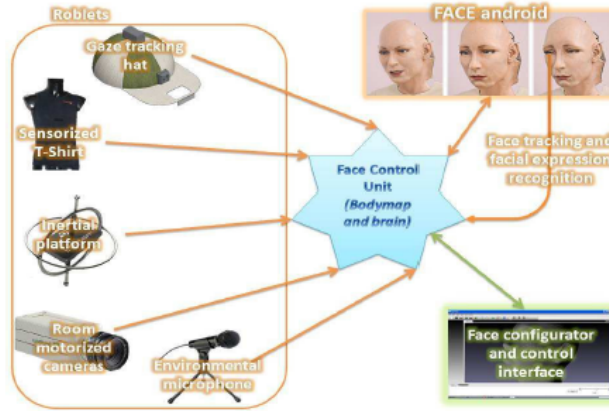 Roblets
Gaze tracking
hat
Sensorized
T-Shirt
Inertial
platform
Room
motorized
cameras
Environmental
microphone
Face Control
Unit
(Bodymap
and brain)
FACE android
Face tracking and
facial expression
recognition
Face configurator
and control
interface